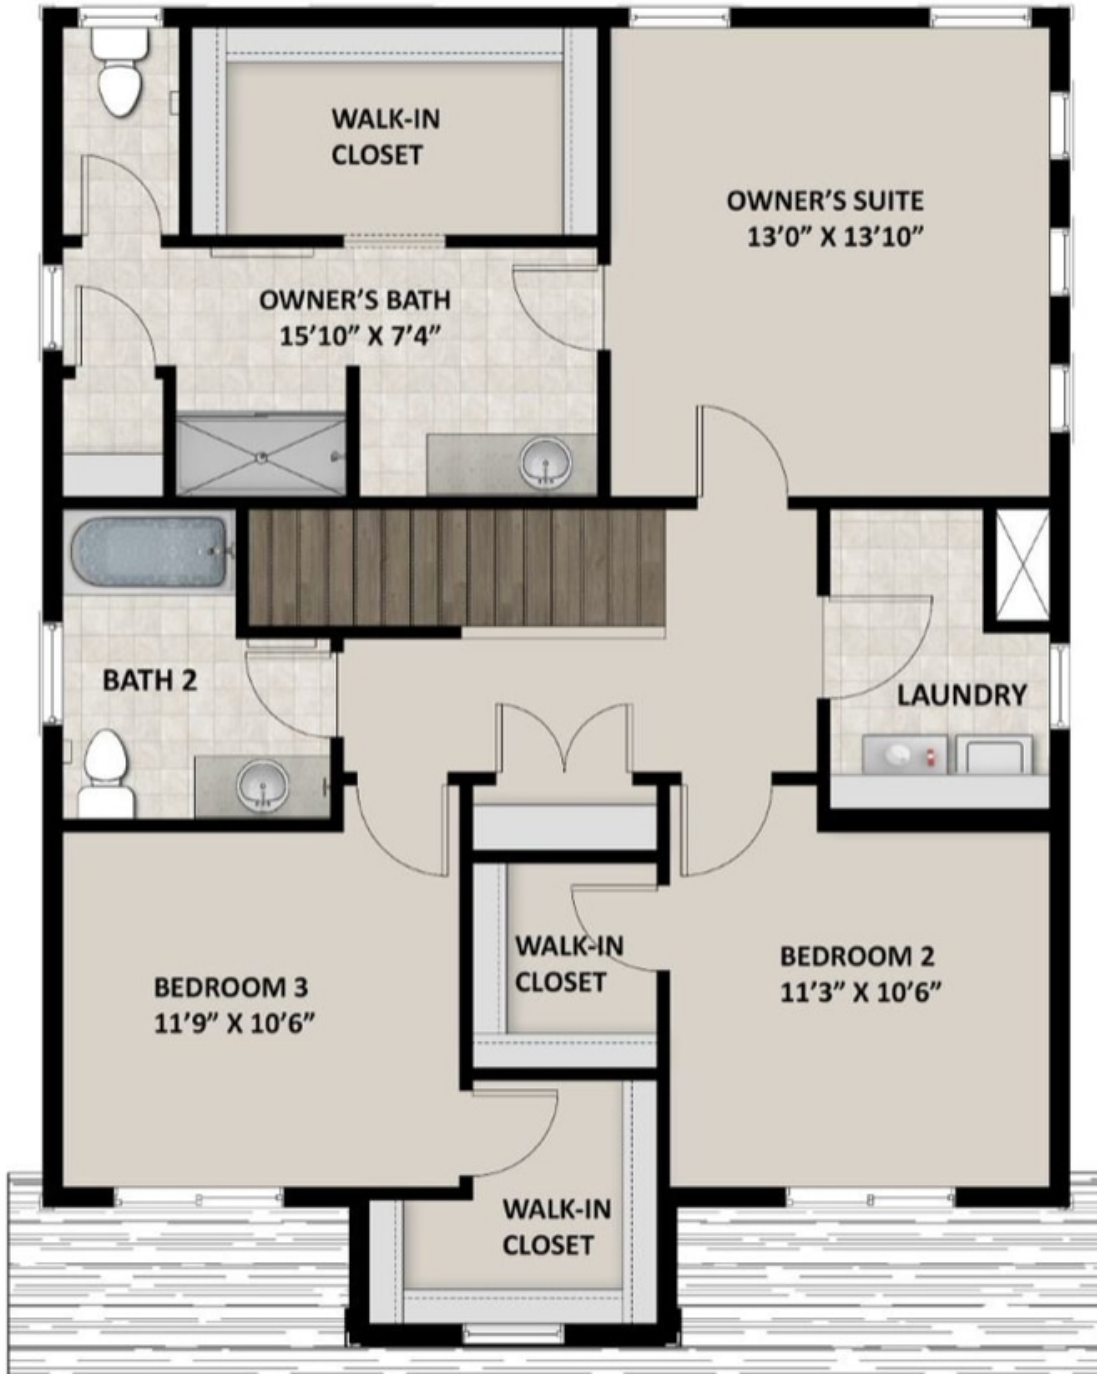 WALK-IN
CLOSET
OWNER’S SUITE
13’0” X 13’10”
OWNER’S BATH
15’10” X 7’4”
BATH 2
LAUNDRY
WALK-IN
CLOSET
BEDROOM 2
11’3” X 10’6”
BEDROOM 3
11’9” X 10’6”
WALK-IN
CLOSET